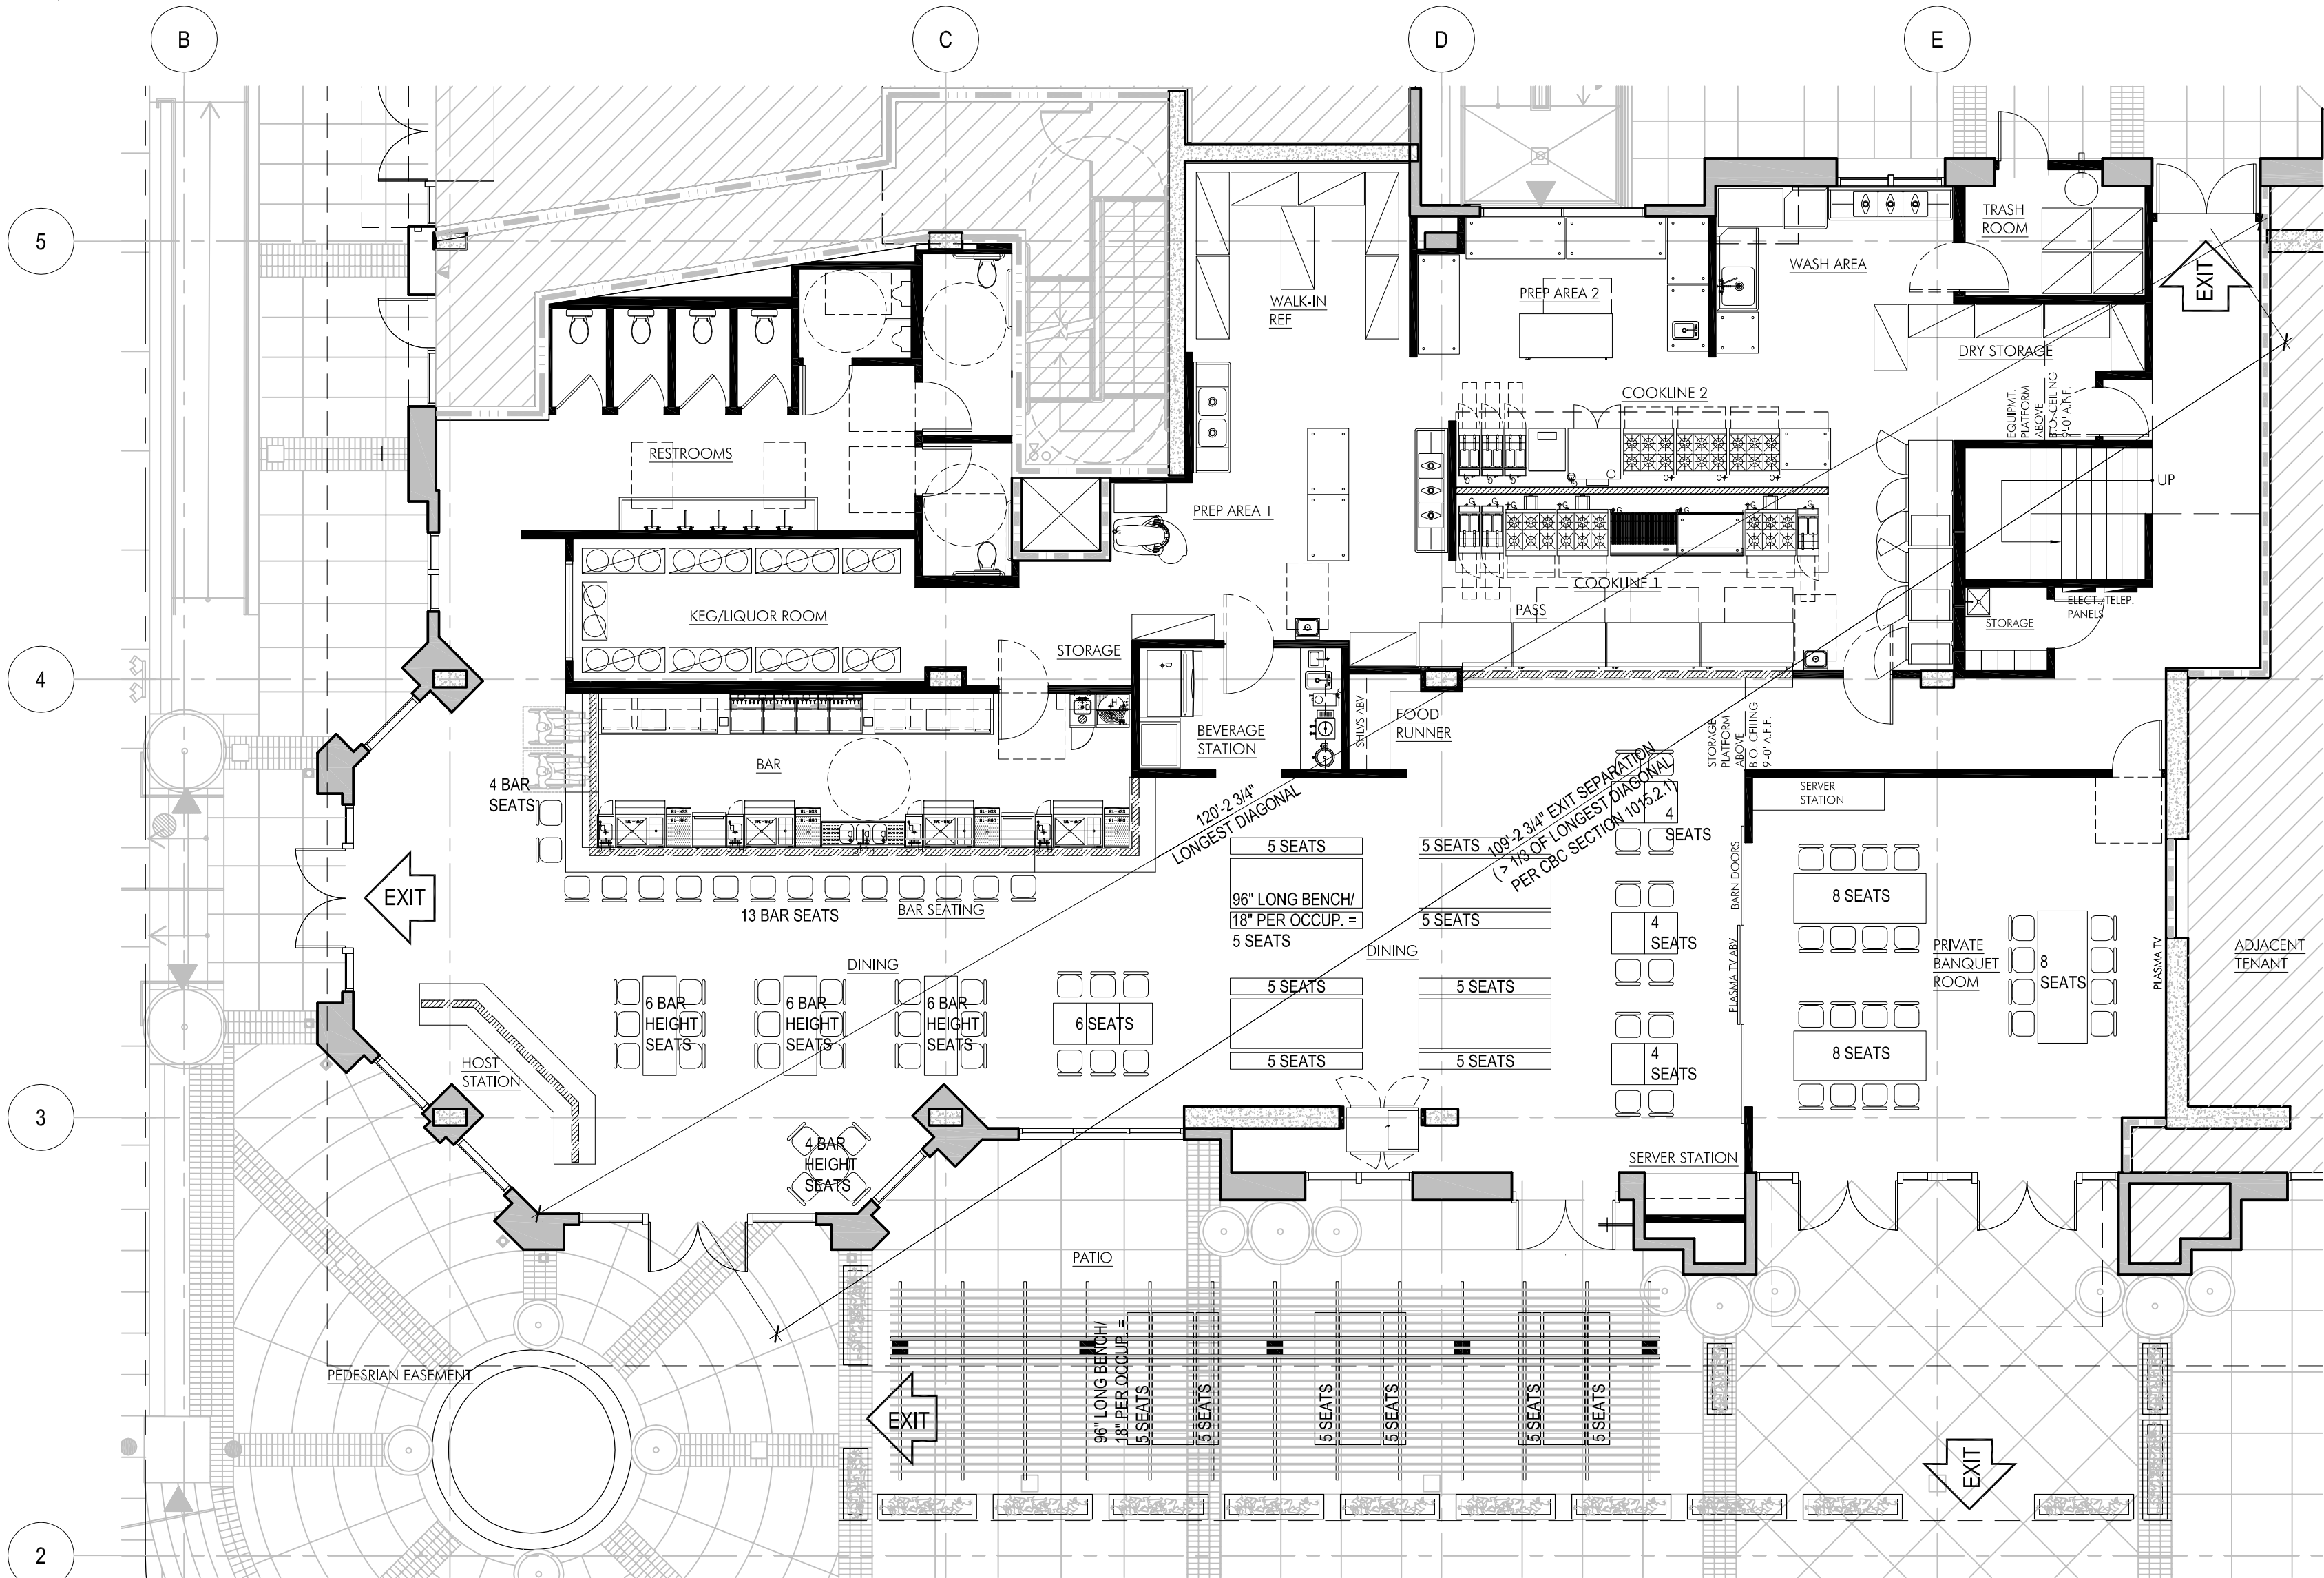 B
C
D
E
5
4
3
2
TRASH
ROOM
WASH AREA
EXIT
PREP AREA 2
WALK-IN
REF
DRY STORAGE
COOKLINE 2
EQUIPMT.
PLATFORM
ABOVE
B.O. CEILING
9'-0" A.F.F.
RESTROOMS
UP
PREP AREA 1
COOKLINE 1
PASS
ELECT./TELEP.
PANELS
STORAGE
KEG/LIQUOR ROOM
STORAGE
BEVERAGE
STATION
SHLVS ABV
FOOD
RUNNER
STORAGE
PLATFORM
ABOVE
B.O. CEILING
9'-0" A.F.F.
BAR
4 BAR
SEATS
120'-2 3/4"
LONGEST DIAGONAL
109'-2 3/4" EXIT SEPARATION
( > 1/3 OF LONGEST DIAGONAL
PER CBC SECTION 1015.2.1)
SERVER
STATION
4
SEATS
5 SEATS
5 SEATS
96" LONG BENCH/
18" PER OCCUP. =
5 SEATS
5 SEATS
EXIT
13 BAR SEATS
BAR SEATING
BARN DOORS
8 SEATS
4
SEATS
DINING
DINING
PRIVATE
BANQUET
ROOM
8
SEATS
PLASMA TV
PLASMA TV ABV
ADJACENT
TENANT
6 BAR
HEIGHT
SEATS
6 BAR
HEIGHT
SEATS
6 BAR
HEIGHT
SEATS
6 SEATS
5 SEATS
5 SEATS
5 SEATS
5 SEATS
4
SEATS
8 SEATS
HOST
STATION
4 BAR
HEIGHT
SEATS
SERVER STATION
PATIO
PEDESRIAN EASEMENT
EXIT
96" LONG BENCH/
18" PER OCCUP. =
5 SEATS
5 SEATS
5 SEATS
5 SEATS
5 SEATS
5 SEATS
EXIT